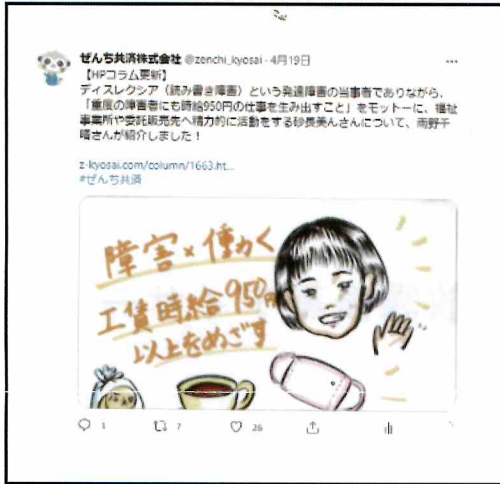 ぜんち共済株式会社 @zenchi_kyosai · 4月19日
【HPコラム更新】
ディスレクシア（読み書き障害）という発達障害の当事者でありながら、
「重度の障害者にも時給950円の仕事を生み出すこと」をモットーに、福祉
事業所や委託販売先へ精力的に活動をする砂長美んさんについて、雨野千
晴さんが紹介しました！
z-kyosai.com/column/1663.ht...
#ぜんち共済
障害×働く
工賃時給950円
以上をめざす
1 7 26